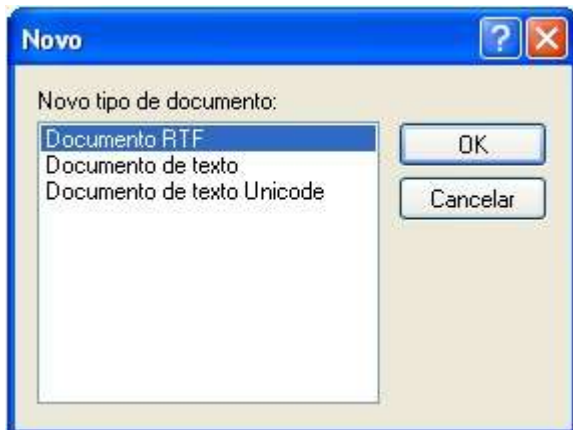 Novo
Novo tipo de documento:
Documento RTF
Documento de texto
Documento de texto Unicode
OK
Cancelar